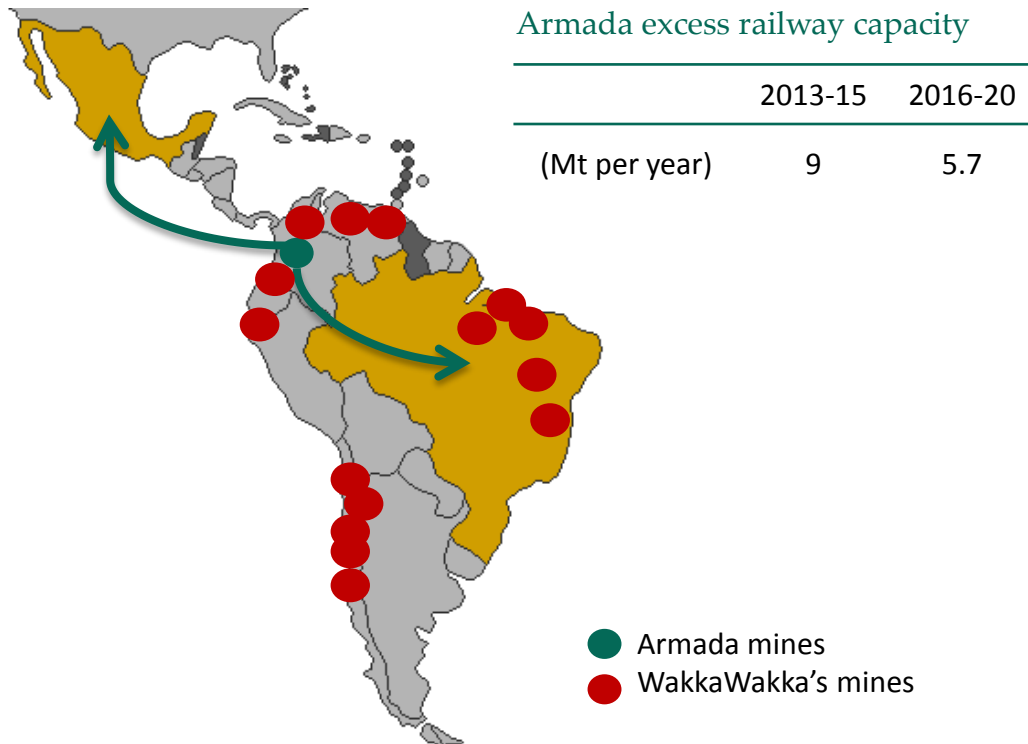 Armada excess railway capacity
2013-15 2016-20
(Mt per year) 9 5.7
Armada mines
WakkaWakka's mines